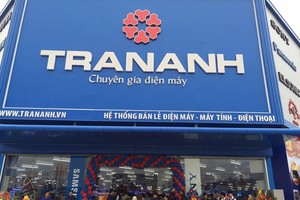 TRANANH
Chuyên gia điện máy
WWW.TRANANH.VN
HỆ THỐNG BÁN LẺ ĐIỆN MÁY - MÁY TÍNH - ĐIỆN THOẠI
SONY
SAMSUNG